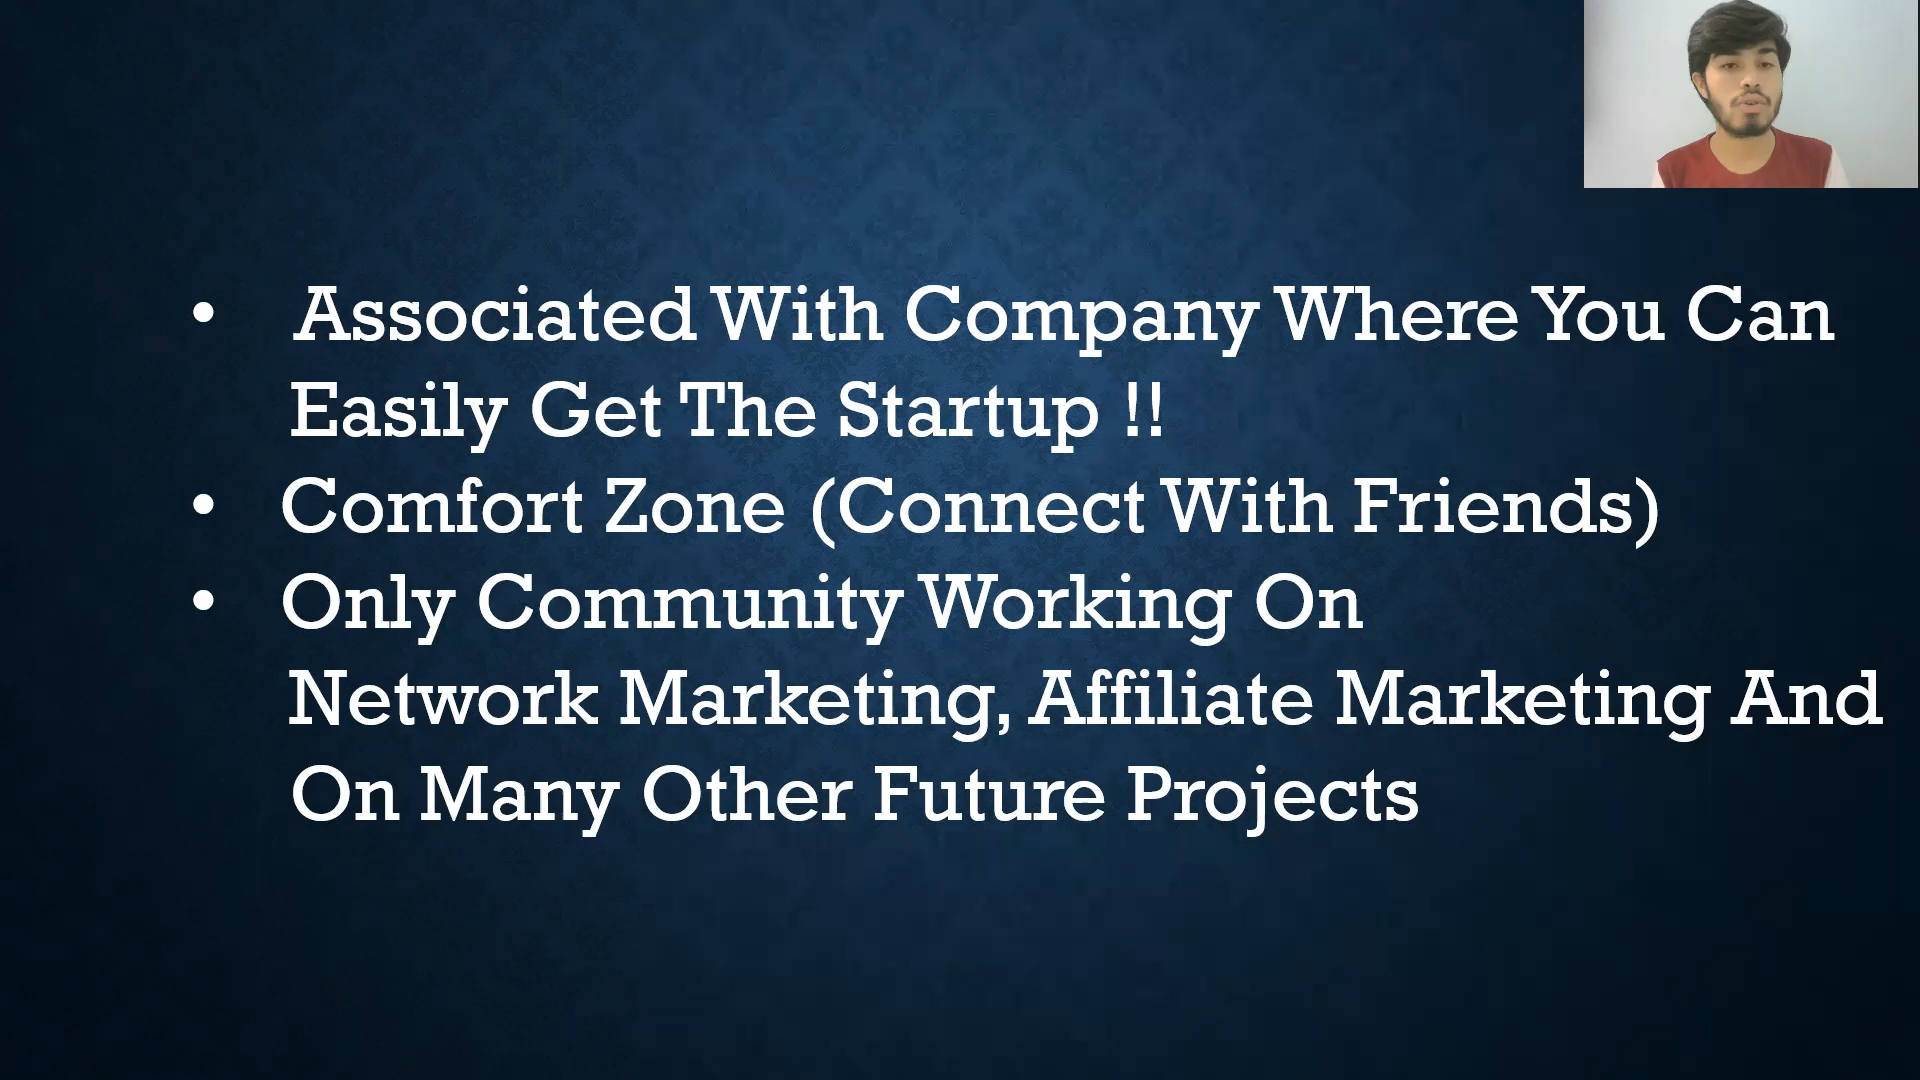 • Associated With Company Where You Can
Easily Get The Startup !!
• Comfort Zone (Connect With Friends)
• Only Community Working On
Network Marketing, Affiliate Marketing And
On Many Other Future Projects